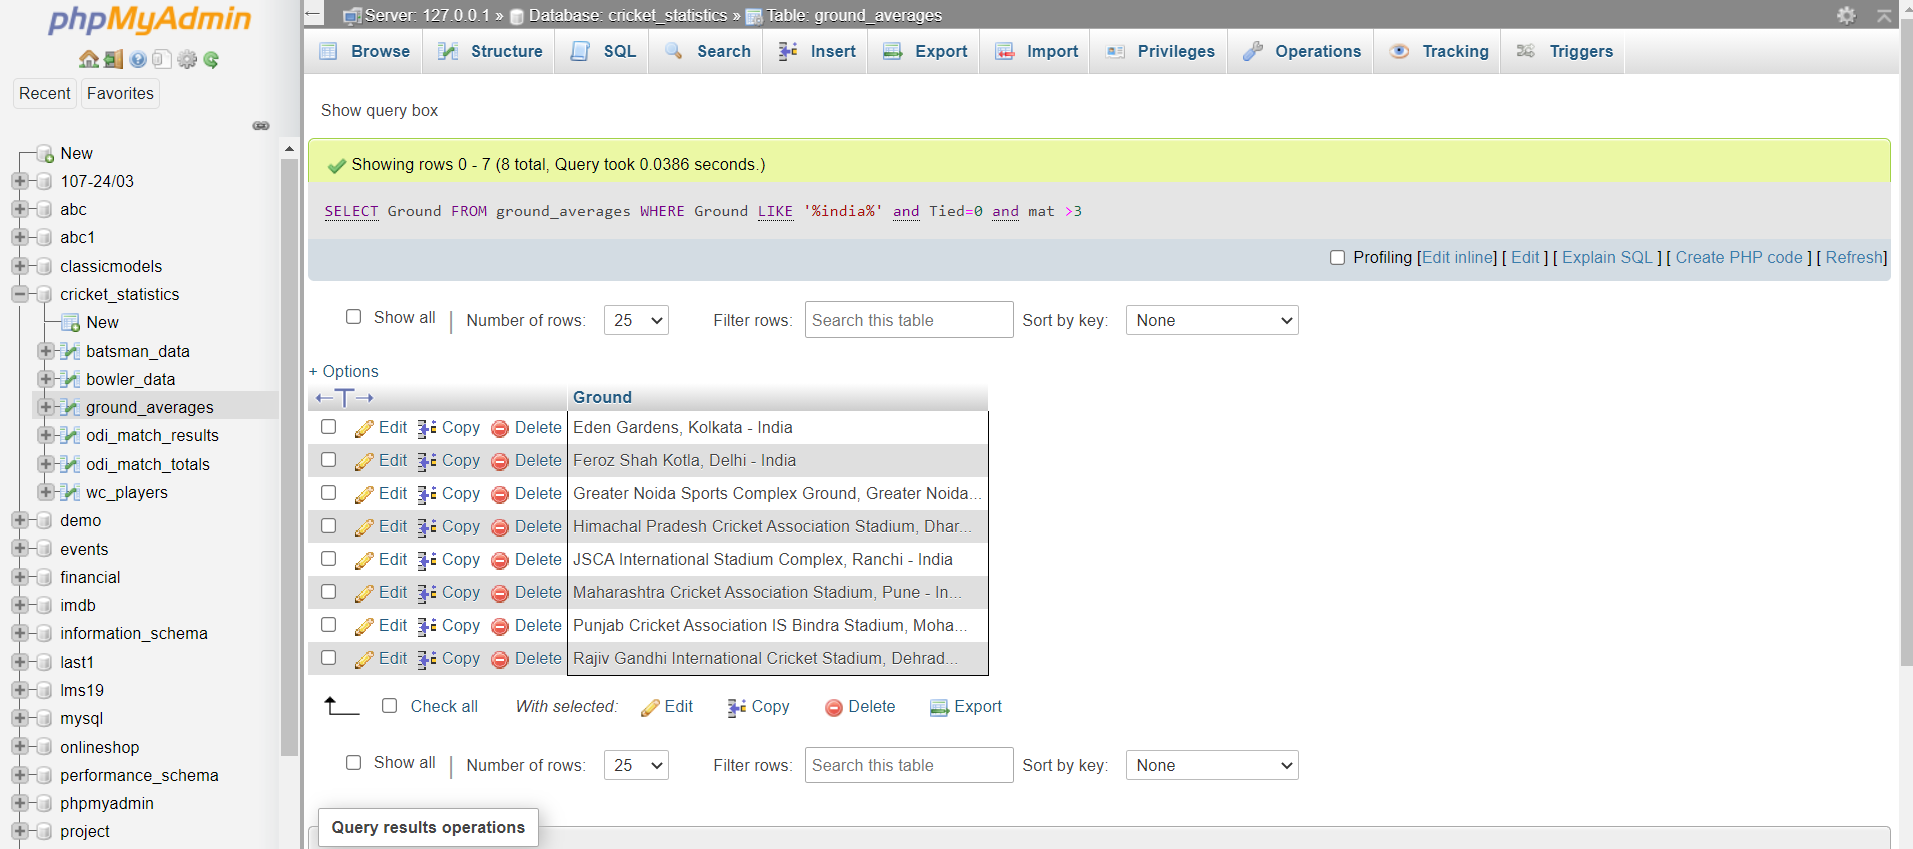 phpMyAdmin
Recent Favorites
New
107-24/03
abc
abc1
classicmodels
cricket_statistics
New
batsman_data
bowler_data
ground_averages
odi_match_results
odi_match_totals
wc_players
demo
events
financial
imdb
information_schema
last1
lms19
mysql
onlineshop
performance_schema
phpmyadmin
project
Server: 127.0.0.1 » Database: cricket_statistics » Table: ground_averages
Browse Structure SQL Search Insert Export Import Privileges Operations Tracking Triggers
Show query box
Showing rows 0 - 7 (8 total, Query took 0.0386 seconds.)
SELECT Ground FROM ground_averages WHERE Ground LIKE '%india%' and Tied=0 and mat >3
Profiling [Edit inline] [ Edit ] [ Explain SQL ] [ Create PHP code ] [ Refresh]
Show all | Number of rows: 25 Filter rows: Search this table Sort by key: None
+ Options
←T→ Ground
Edit Copy Delete Eden Gardens, Kolkata - India
Edit Copy Delete Feroz Shah Kotla, Delhi - India
Edit Copy Delete Greater Noida Sports Complex Ground, Greater Noida...
Edit Copy Delete Himachal Pradesh Cricket Association Stadium, Dhar...
Edit Copy Delete JSCA International Stadium Complex, Ranchi - India
Edit Copy Delete Maharashtra Cricket Association Stadium, Pune - In...
Edit Copy Delete Punjab Cricket Association IS Bindra Stadium, Moha...
Edit Copy Delete Rajiv Gandhi International Cricket Stadium, Dehrad...
Check all With selected: Edit Copy Delete Export
Show all | Number of rows: 25 Filter rows: Search this table Sort by key: None
Query results operations